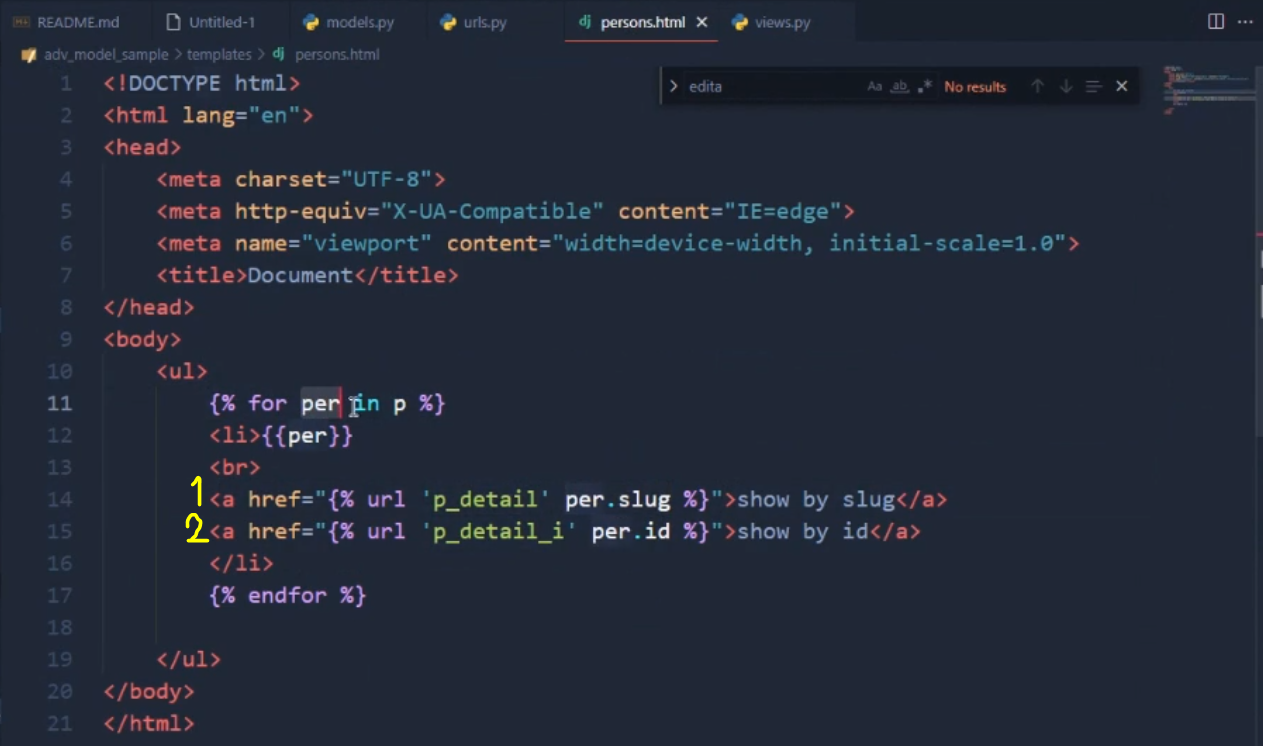 README.md Untitled-1 models.py urls.py dj persons.html views.py
adv_model_sample > templates > dj persons.html
edita Aa ab .* No results
1 <!DOCTYPE html>
2 <html lang="en">
3 <head>
4 <meta charset="UTF-8">
5 <meta http-equiv="X-UA-Compatible" content="IE=edge">
6 <meta name="viewport" content="width=device-width, initial-scale=1.0">
7 <title>Document</title>
8 </head>
9 <body>
10 <ul>
11 {% for per in p %}
12 <li>{{per}}
13 <br>
14 1 <a href="{% url 'p_detail' per.slug %}">show by slug</a>
15 2 <a href="{% url 'p_detail_i' per.id %}">show by id</a>
16 </li>
17 {% endfor %}
18
19 </ul>
20 </body>
21 </html>